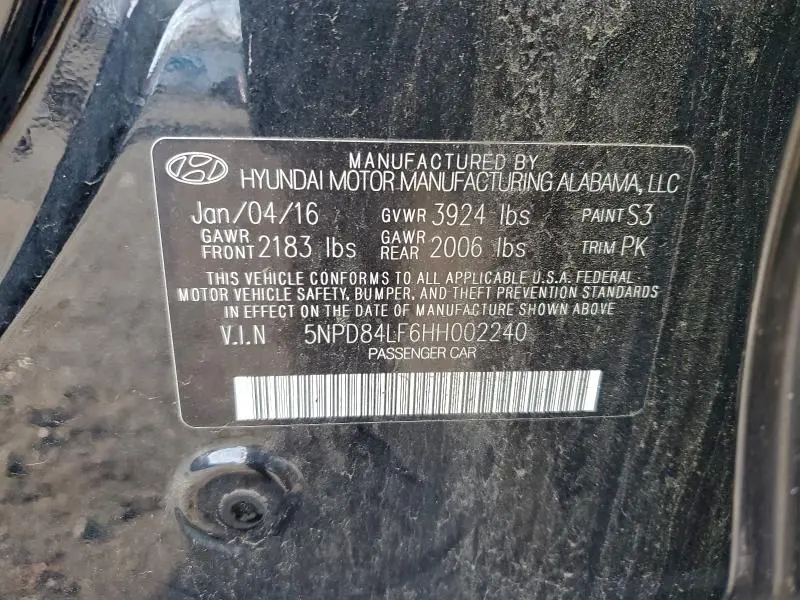 MANUFACTURED BY
HYUNDAI MOTOR MANUFACTURING ALABAMA, LLC
Jan/04/16 GVWR 3924 lbs PAINT S3
GAWR FRONT 2183 lbs GAWR REAR 2006 lbs TRIM PK
THIS VEHICLE CONFORMS TO ALL APPLICABLE U.S.A. FEDERAL
MOTOR VEHICLE SAFETY, BUMPER, AND THEFT PREVENTION STANDARDS
IN EFFECT ON THE DATE OF MANUFACTURE SHOWN ABOVE
V.I.N 5NPD84LF6HH002240
PASSENGER CAR